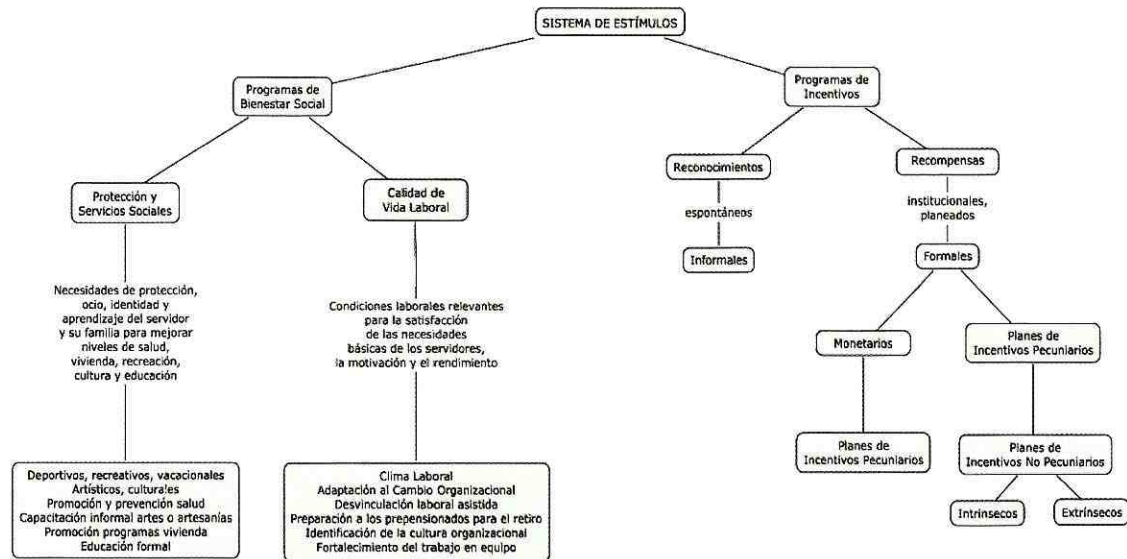 SISTEMA DE ESTÍMULOS
Programas de
Bienestar Social
Programas de
Incentivos
Protección y
Servicios Sociales
Calidad de
Vida Laboral
Reconocimientos
Recompensas
espontáneos
institucionales,
planeados
Informales
Formales
Necesidades de protección,
ocio, identidad y
aprendizaje del servidor
y su familia para mejorar
niveles de salud,
vivienda, recreación,
cultura y educación
Condiciones laborales relevantes
para la satisfacción
de las necesidades
básicas de los servidores,
la motivación y el rendimiento
Monetarios
Planes de
Incentivos Pecuniarios
Planes de
Incentivos Pecuniarios
Planes de
Incentivos No Pecuniarios
Intrínsecos
Extrínsecos
Deportivos, recreativos, vacacionales
Artísticos, culturales
Promoción y prevención salud
Capacitación informal artes o artesanías
Promoción programas vivienda
Educación formal
Clima Laboral
Adaptación al Cambio Organizacional
Desvinculación laboral asistida
Preparación a los prepensionados para el retiro
Identificación de la cultura organizacional
Fortalecimiento del trabajo en equipo